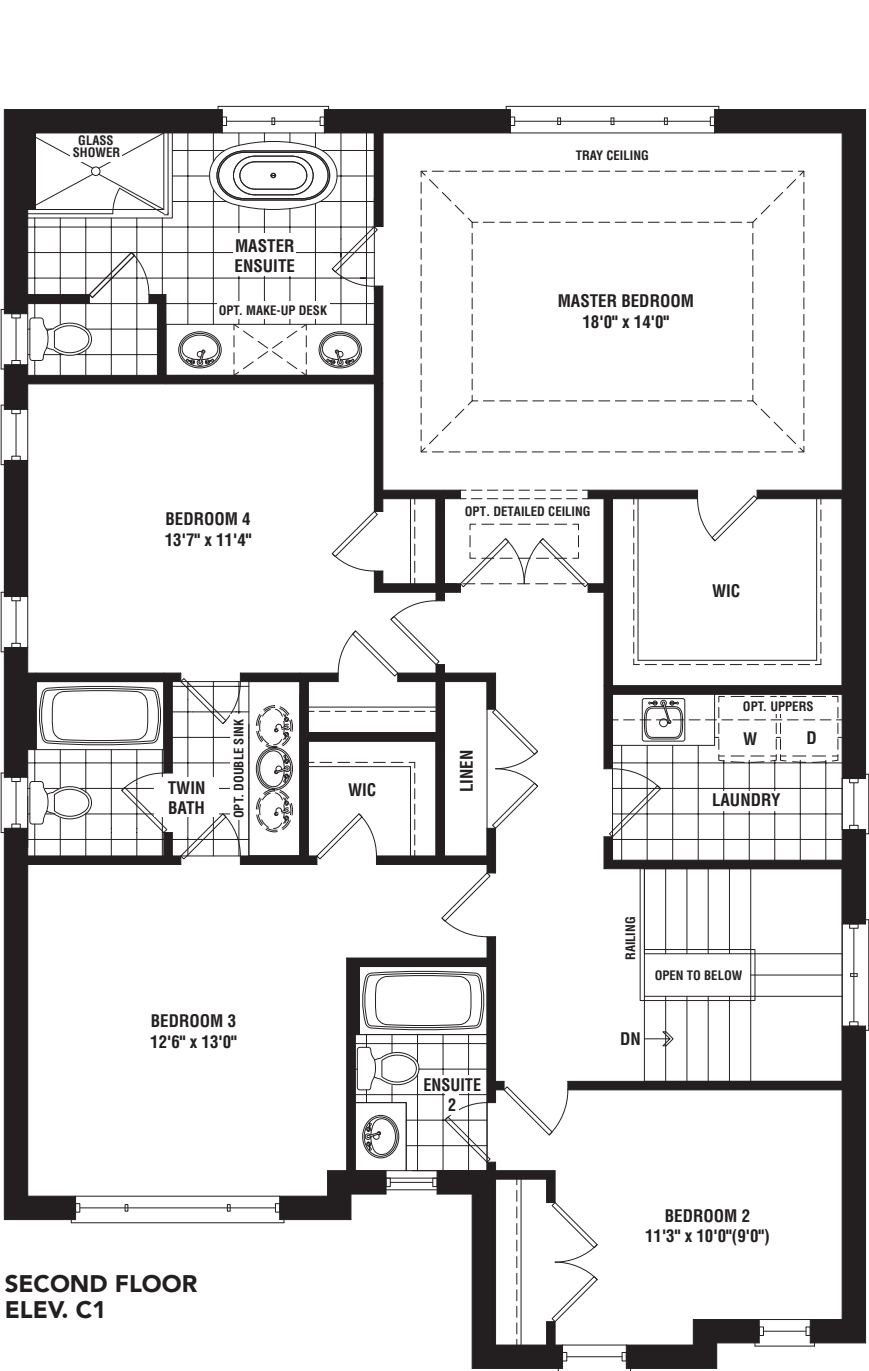 GLASS
SHOWER
TRAY CEILING
MASTER
ENSUITE
MASTER BEDROOM
18'0" x 14'0"
OPT. MAKE-UP DESK
BEDROOM 4
13'7" x 11'4"
OPT. DETAILED CEILING
WIC
OPT. UPPERS
W D
OPT. DOUBLE SINK
LINEN
TWIN
BATH
WIC
LAUNDRY
RAILING
OPEN TO BELOW
BEDROOM 3
12'6" x 13'0"
DN
ENSUITE
2
BEDROOM 2
11'3" x 10'0"(9'0")
SECOND FLOOR
ELEV. C1